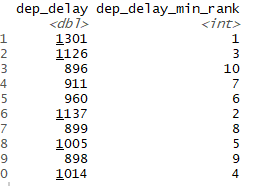 dep_delay dep_delay_min_rank
<dbl> <int>
1 1301 1
2 1126 3
3 896 10
4 911 7
5 960 6
6 1137 2
7 899 8
8 1005 5
9 898 9
0 1014 4